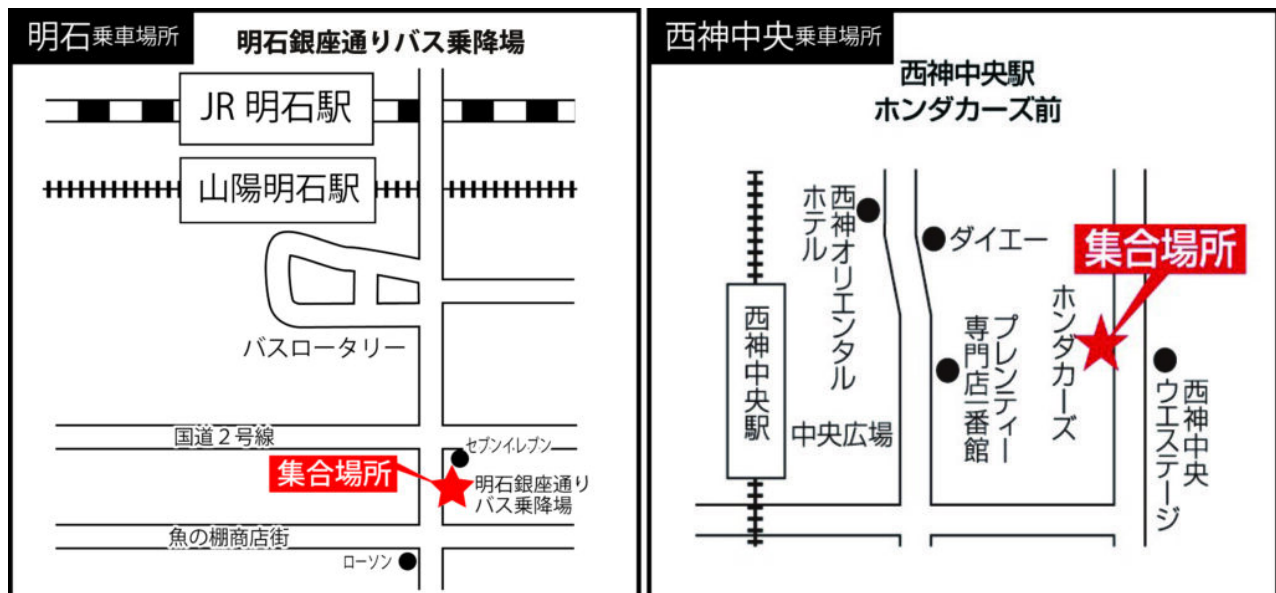 明石乗車場所
明石銀座通りバス乗降場
JR 明石駅
山陽明石駅
バスロータリー
国道2号線
セブンイレブン
集合場所
明石銀座通り
バス乗降場
魚の棚商店街
ローソン
西神中央乗車場所
西神中央駅
ホンダカーズ前
西神オリエンタル
ホテル
ダイエー
集合場所
西神中央駅
中央広場
プレンティー
専門店一番館
ホンダカーズ
西神中央
ウエステージ